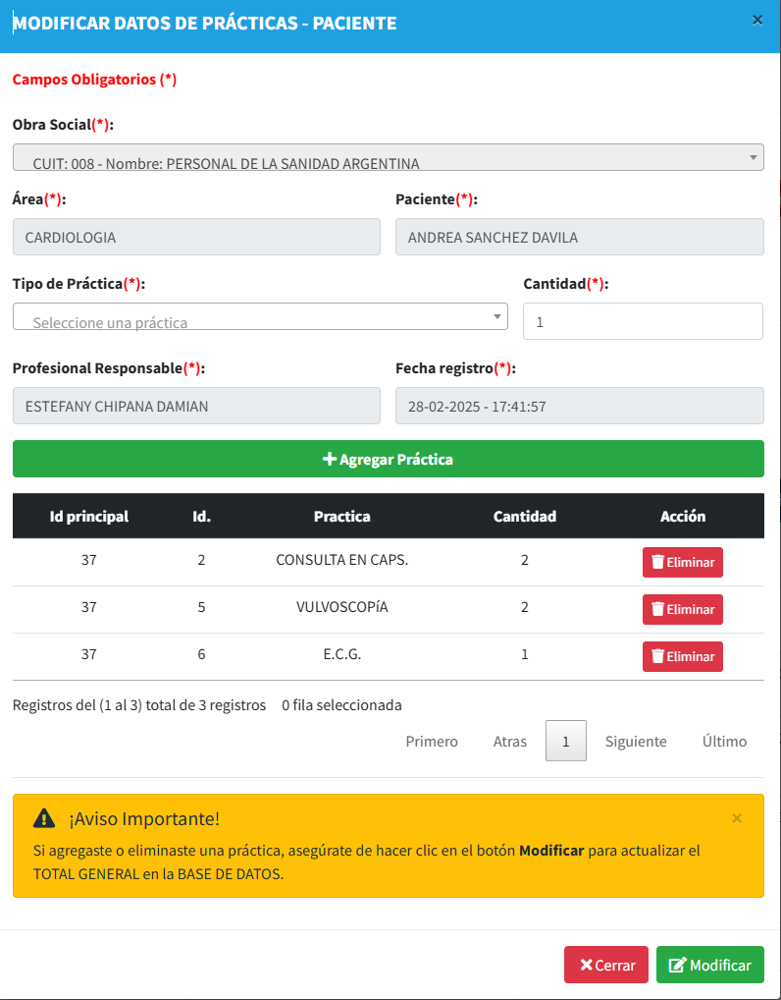 MODIFICAR DATOS DE PRÁCTICAS - PACIENTE ×
Campos Obligatorios (*)
Obra Social(*):
CUIT: 008 - Nombre: PERSONAL DE LA SANIDAD ARGENTINA
Área(*): Paciente(*):
CARDIOLOGIA ANDREA SANCHEZ DAVILA
Tipo de Práctica(*): Cantidad(*):
Seleccione una práctica 1
Profesional Responsable(*): Fecha registro(*):
ESTEFANY CHIPANA DAMIAN 28-02-2025 - 17:41:57
+ Agregar Práctica
Id principal Id. Practica Cantidad Acción
37 2 CONSULTA EN CAPS. 2 Eliminar
37 5 VULVOSCOPíA 2 Eliminar
37 6 E.C.G. 1 Eliminar
Registros del (1 al 3) total de 3 registros 0 fila seleccionada
Primero Atras 1 Siguiente Último
¡Aviso Importante! ×
Si agregaste o eliminaste una práctica, asegúrate de hacer clic en el botón Modificar para actualizar el
TOTAL GENERAL en la BASE DE DATOS.
Cerrar Modificar